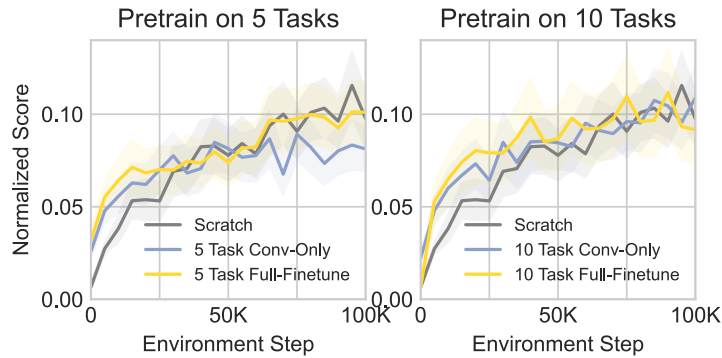 Pretrain on 5 Tasks
Normalized Score
0.10
0.05
0.00
Scratch
5 Task Conv-Only
5 Task Full-Finetune
0
50K
100K
Environment Step
Pretrain on 10 Tasks
0.10
0.05
0.00
Scratch
10 Task Conv-Only
10 Task Full-Finetune
0
50K
100K
Environment Step